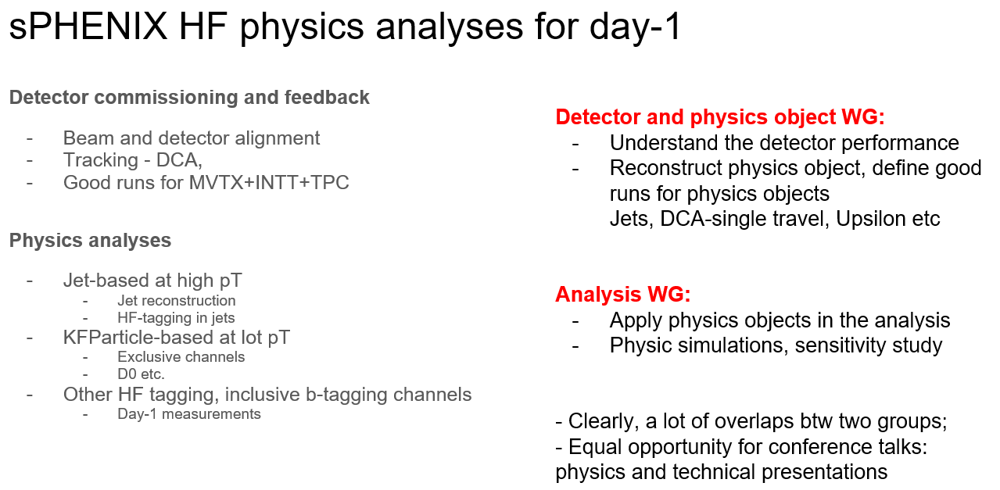 sPHENIX HF physics analyses for day-1
Detector commissioning and feedback
- Beam and detector alignment
- Tracking - DCA,
- Good runs for MVTX+INTT+TPC
Physics analyses
- Jet-based at high pT
- Jet reconstruction
- HF-tagging in jets
- KFParticle-based at lot pT
- Exclusive channels
- D0 etc.
- Other HF tagging, inclusive b-tagging channels
- Day-1 measurements
Detector and physics object WG:
- Understand the detector performance
- Reconstruct physics object, define good
runs for physics objects
Jets, DCA-single travel, Upsilon etc
Analysis WG:
- Apply physics objects in the analysis
- Physic simulations, sensitivity study
- Clearly, a lot of overlaps btw two groups;
- Equal opportunity for conference talks:
physics and technical presentations